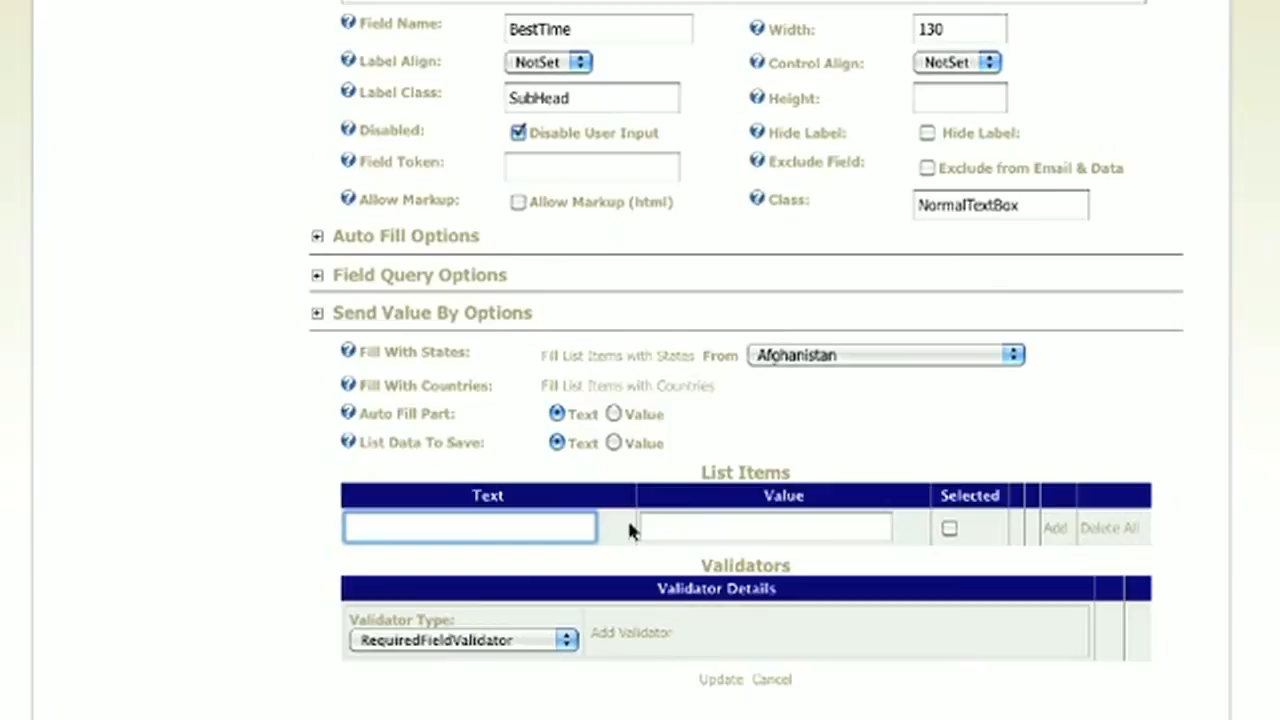 Field Name: BestTime Width: 130
Label Align: NotSet Control Align: NotSet
Label Class: SubHead Height:
Disabled: Disable User Input Hide Label: Hide Label:
Field Token: Exclude Field: Exclude from Email & Data
Allow Markup: Allow Markup (html) Class: NormalTextBox
Auto Fill Options
Field Query Options
Send Value By Options
Fill With States: Fill List Items with States From Afghanistan
Fill With Countries: Fill List Items with Countries
Auto Fill Part: Text Value
List Data To Save: Text Value
List Items
Text Value Selected
Add Delete All
Validators
Validator Details
Validator Type:
RequiredFieldValidator Add Validator
Update Cancel